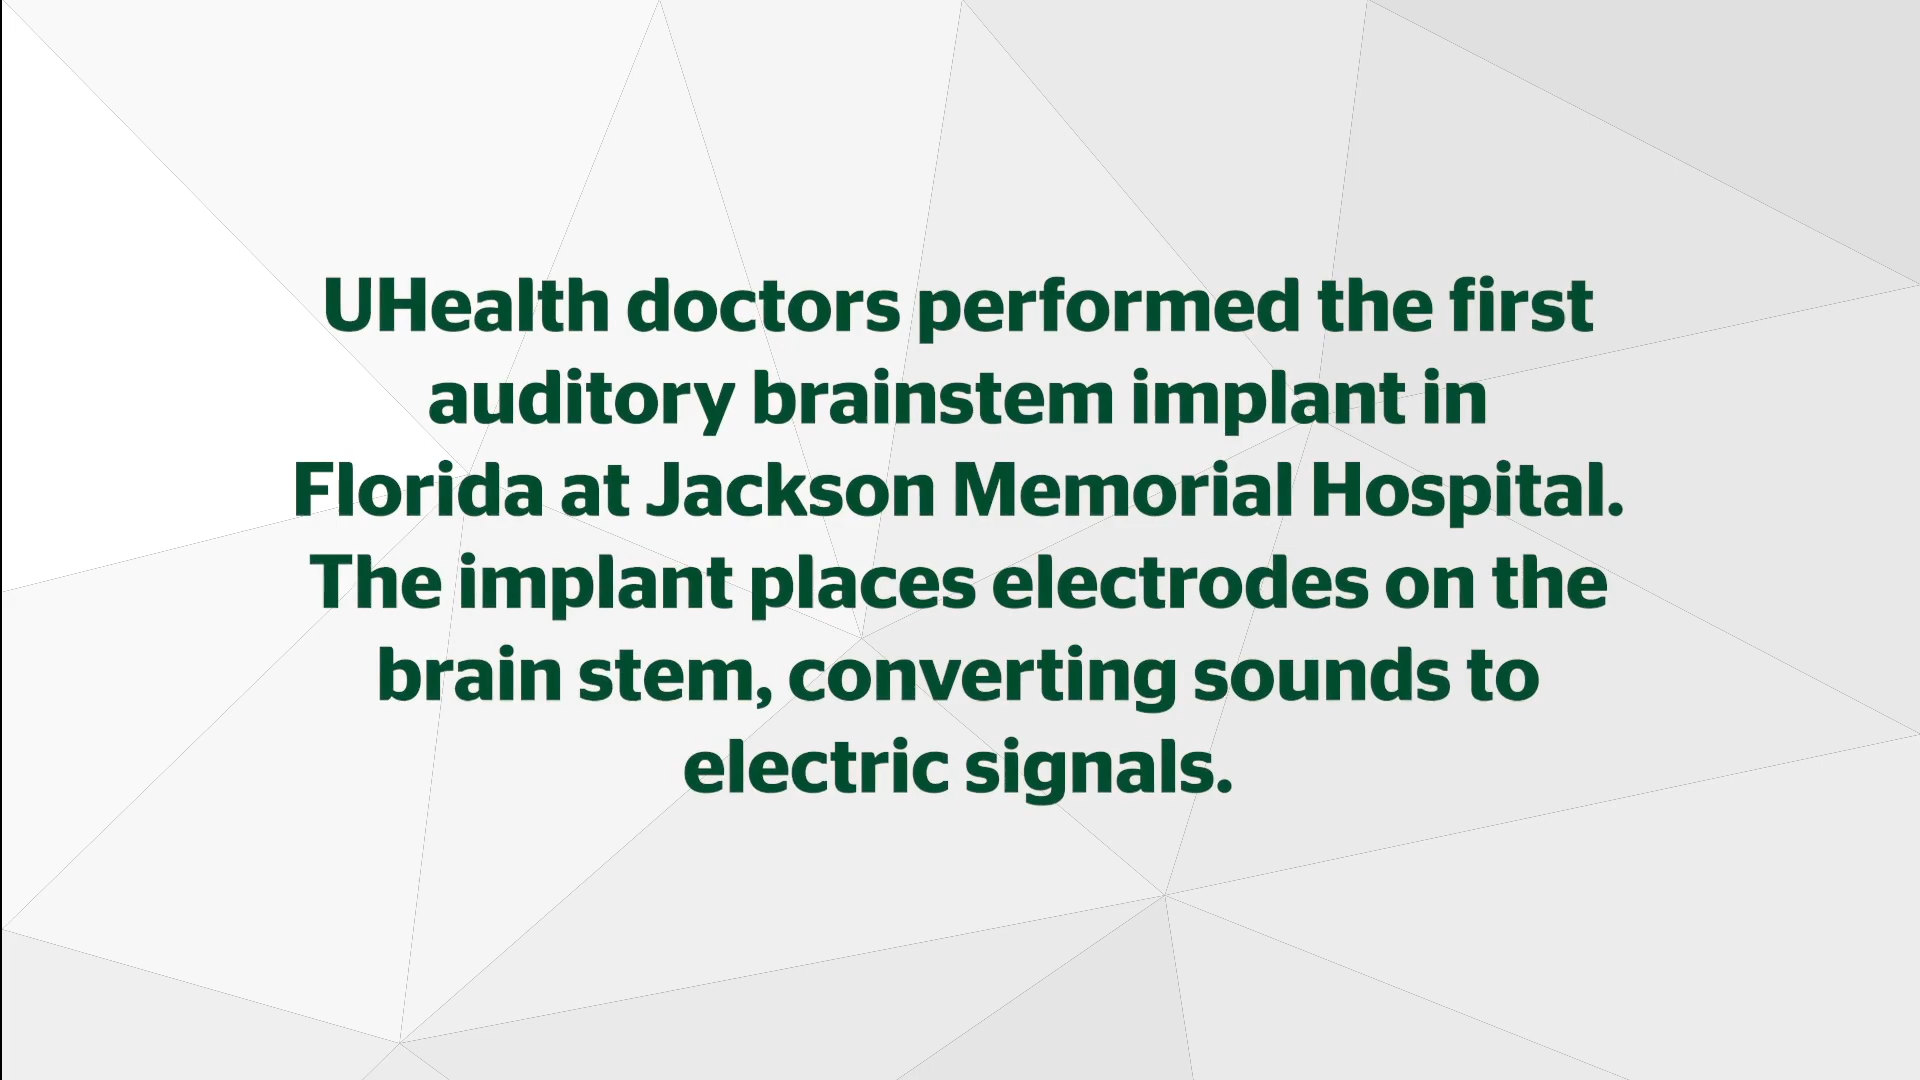 UHealth doctors performed the first
auditory brainstem implant in
Florida at Jackson Memorial Hospital.
The implant places electrodes on the
brain stem, converting sounds to
electric signals.